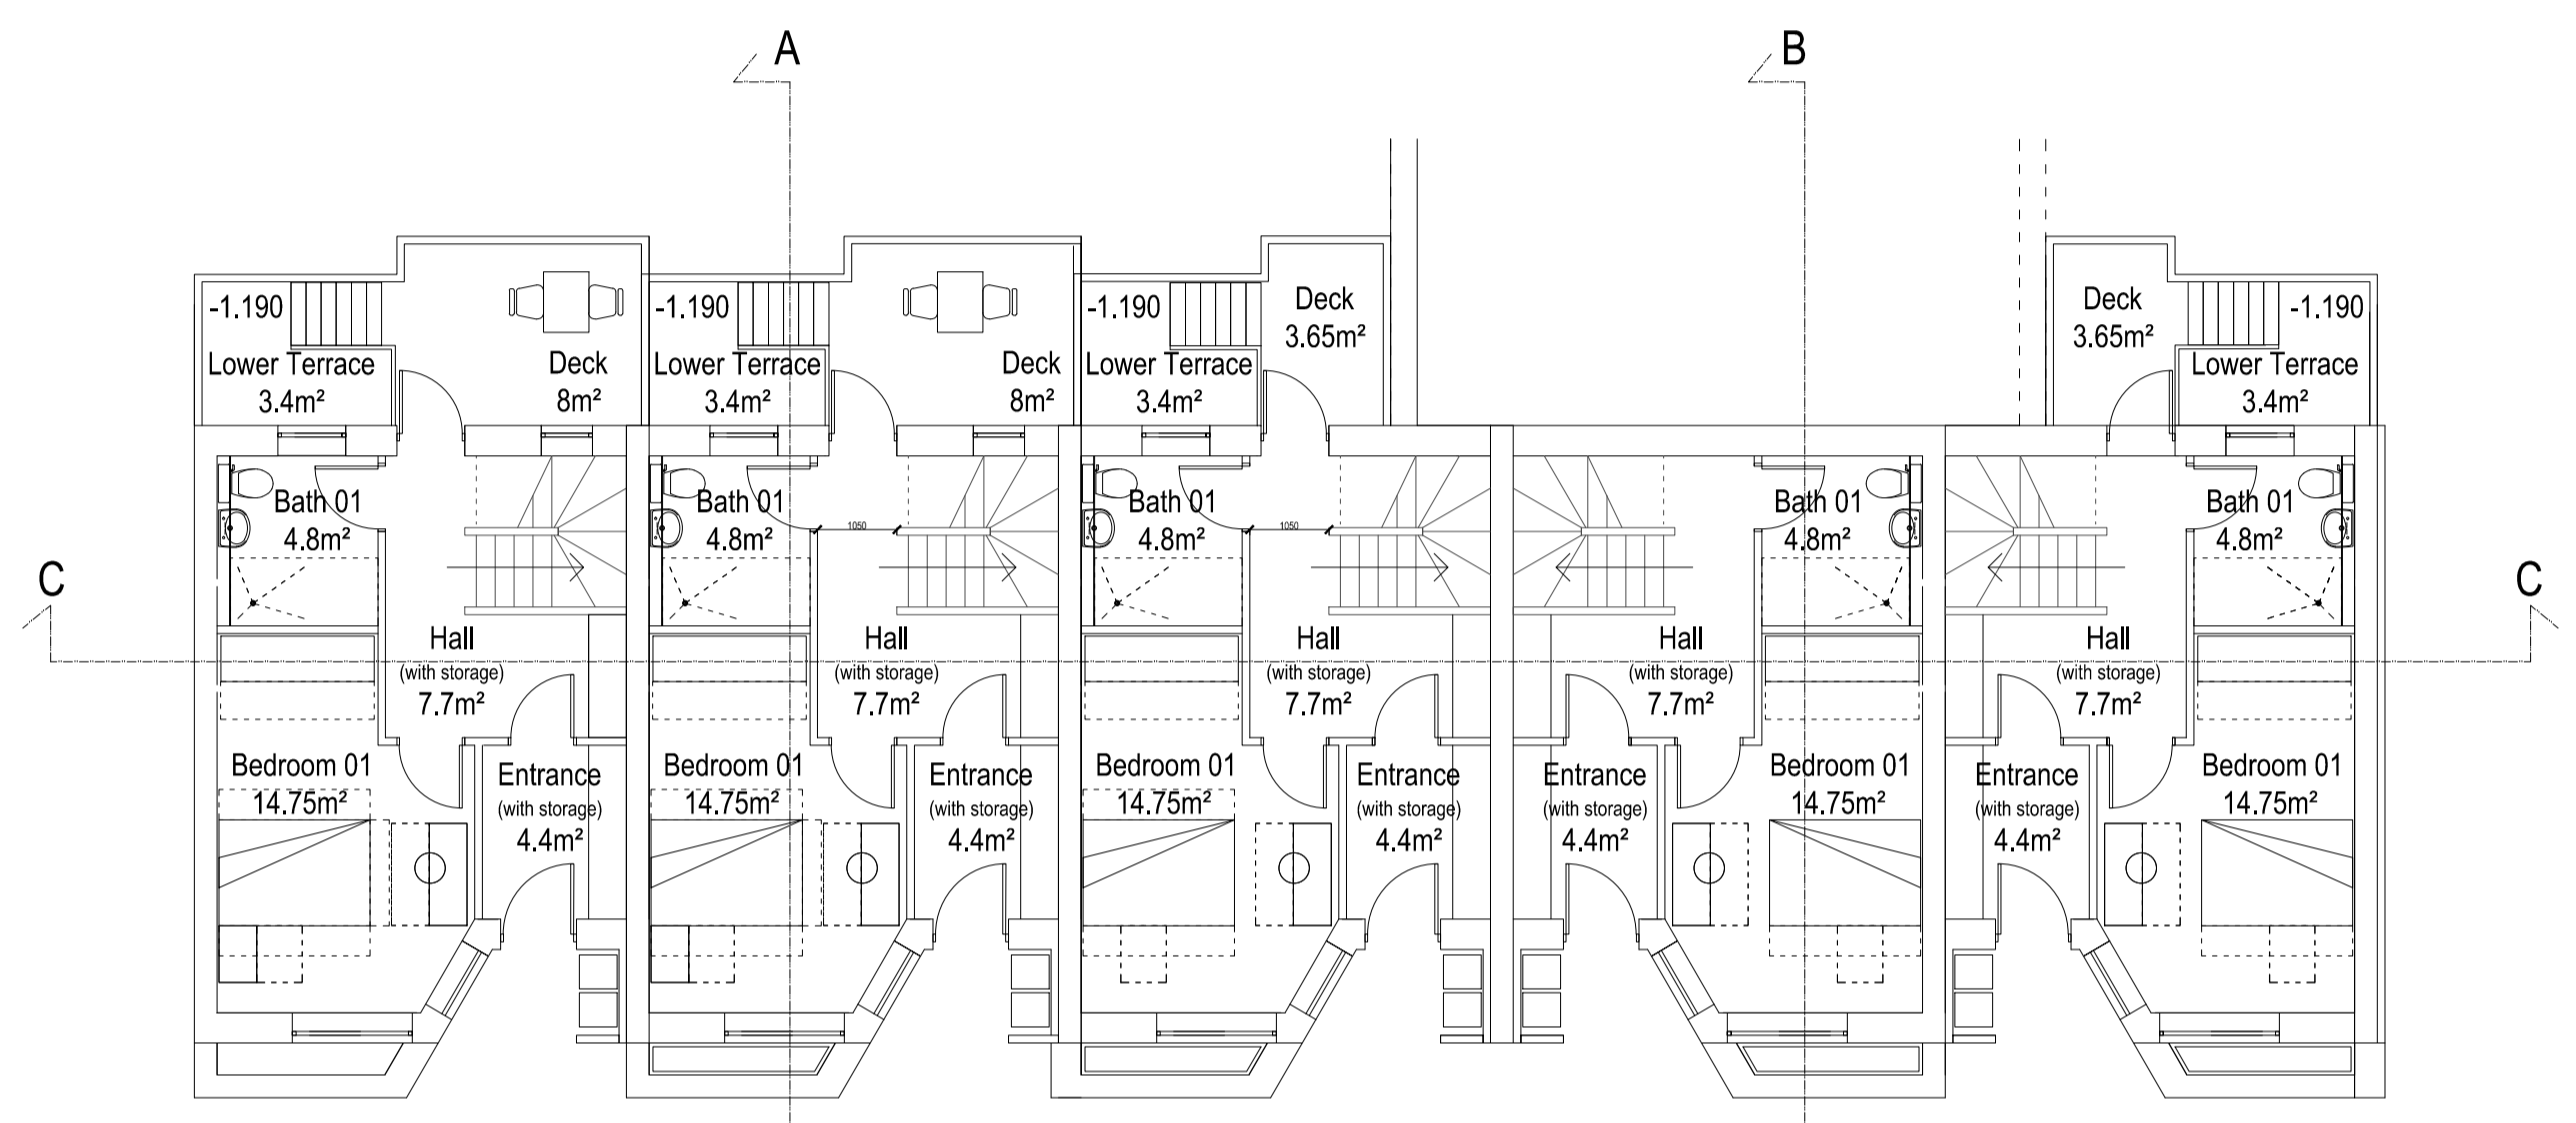 A
B
C
C
-1.190
Lower Terrace
3.4m²
Deck
8m²
-1.190
Lower Terrace
3.4m²
Deck
8m²
-1.190
Lower Terrace
3.4m²
Deck
3.65m²
Deck
3.65m²
-1.190
Lower Terrace
3.4m²
Bath 01
4.8m²
Bath 01
4.8m²
1050
Bath 01
4.8m²
1050
Bath 01
4.8m²
Bath 01
4.8m²
Hall
(with storage)
7.7m²
Hall
(with storage)
7.7m²
Hall
(with storage)
7.7m²
Hall
(with storage)
7.7m²
Hall
(with storage)
7.7m²
Bedroom 01
14.75m²
Entrance
(with storage)
4.4m²
Bedroom 01
14.75m²
Entrance
(with storage)
4.4m²
Bedroom 01
14.75m²
Entrance
(with storage)
4.4m²
Entrance
(with storage)
4.4m²
Bedroom 01
14.75m²
Entrance
(with storage)
4.4m²
Bedroom 01
14.75m²